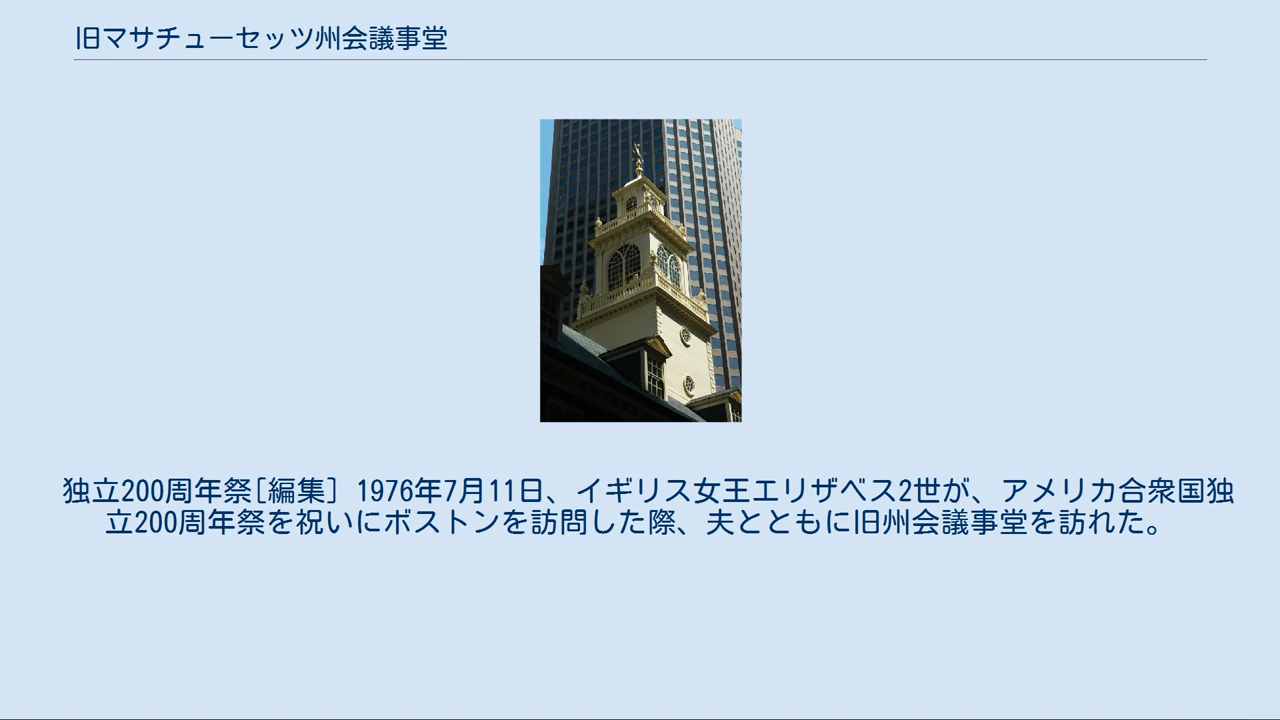 旧マサチューセッツ州会議事堂
独立200周年祭[編集] 1976年7月11日、イギリス女王エリザベス2世が、アメリカ合衆国独
立200周年祭を祝いにボストンを訪問した際、夫とともに旧州会議事堂を訪れた。